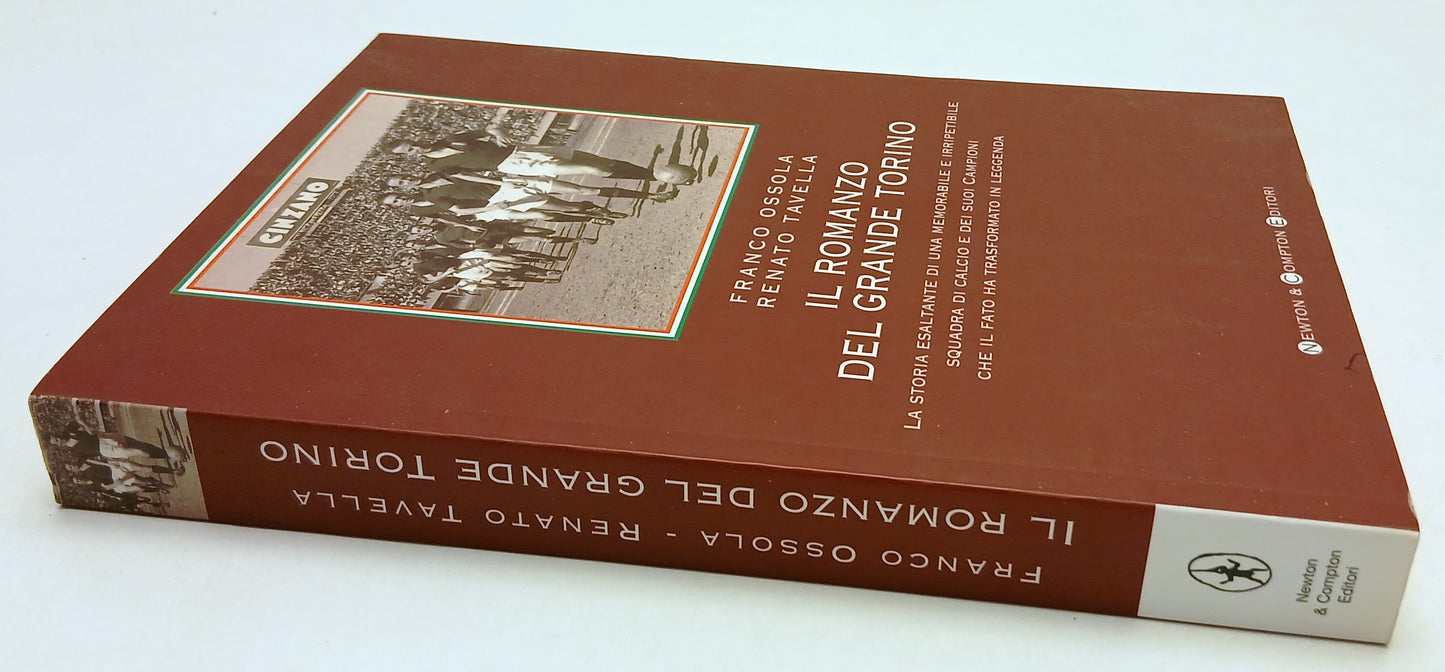 CINZANO
FRANCO OSSOLA
RENATO TAVELLA
IL ROMANZO
DEL GRANDE TORINO
LA STORIA ESALTANTE DI UNA MEMORABILE E IRRIPETIBILE
SQUADRA DI CALCIO E DEI SUOI CAMPIONI
CHE IL FATO HA TRASFORMATO IN LEGGENDA
NEWTON & COMPTON EDITORI
FRANCO OSSOLA - RENATO TAVELLA
IL ROMANZO DEL GRANDE TORINO
Newton
& Compton
Editori